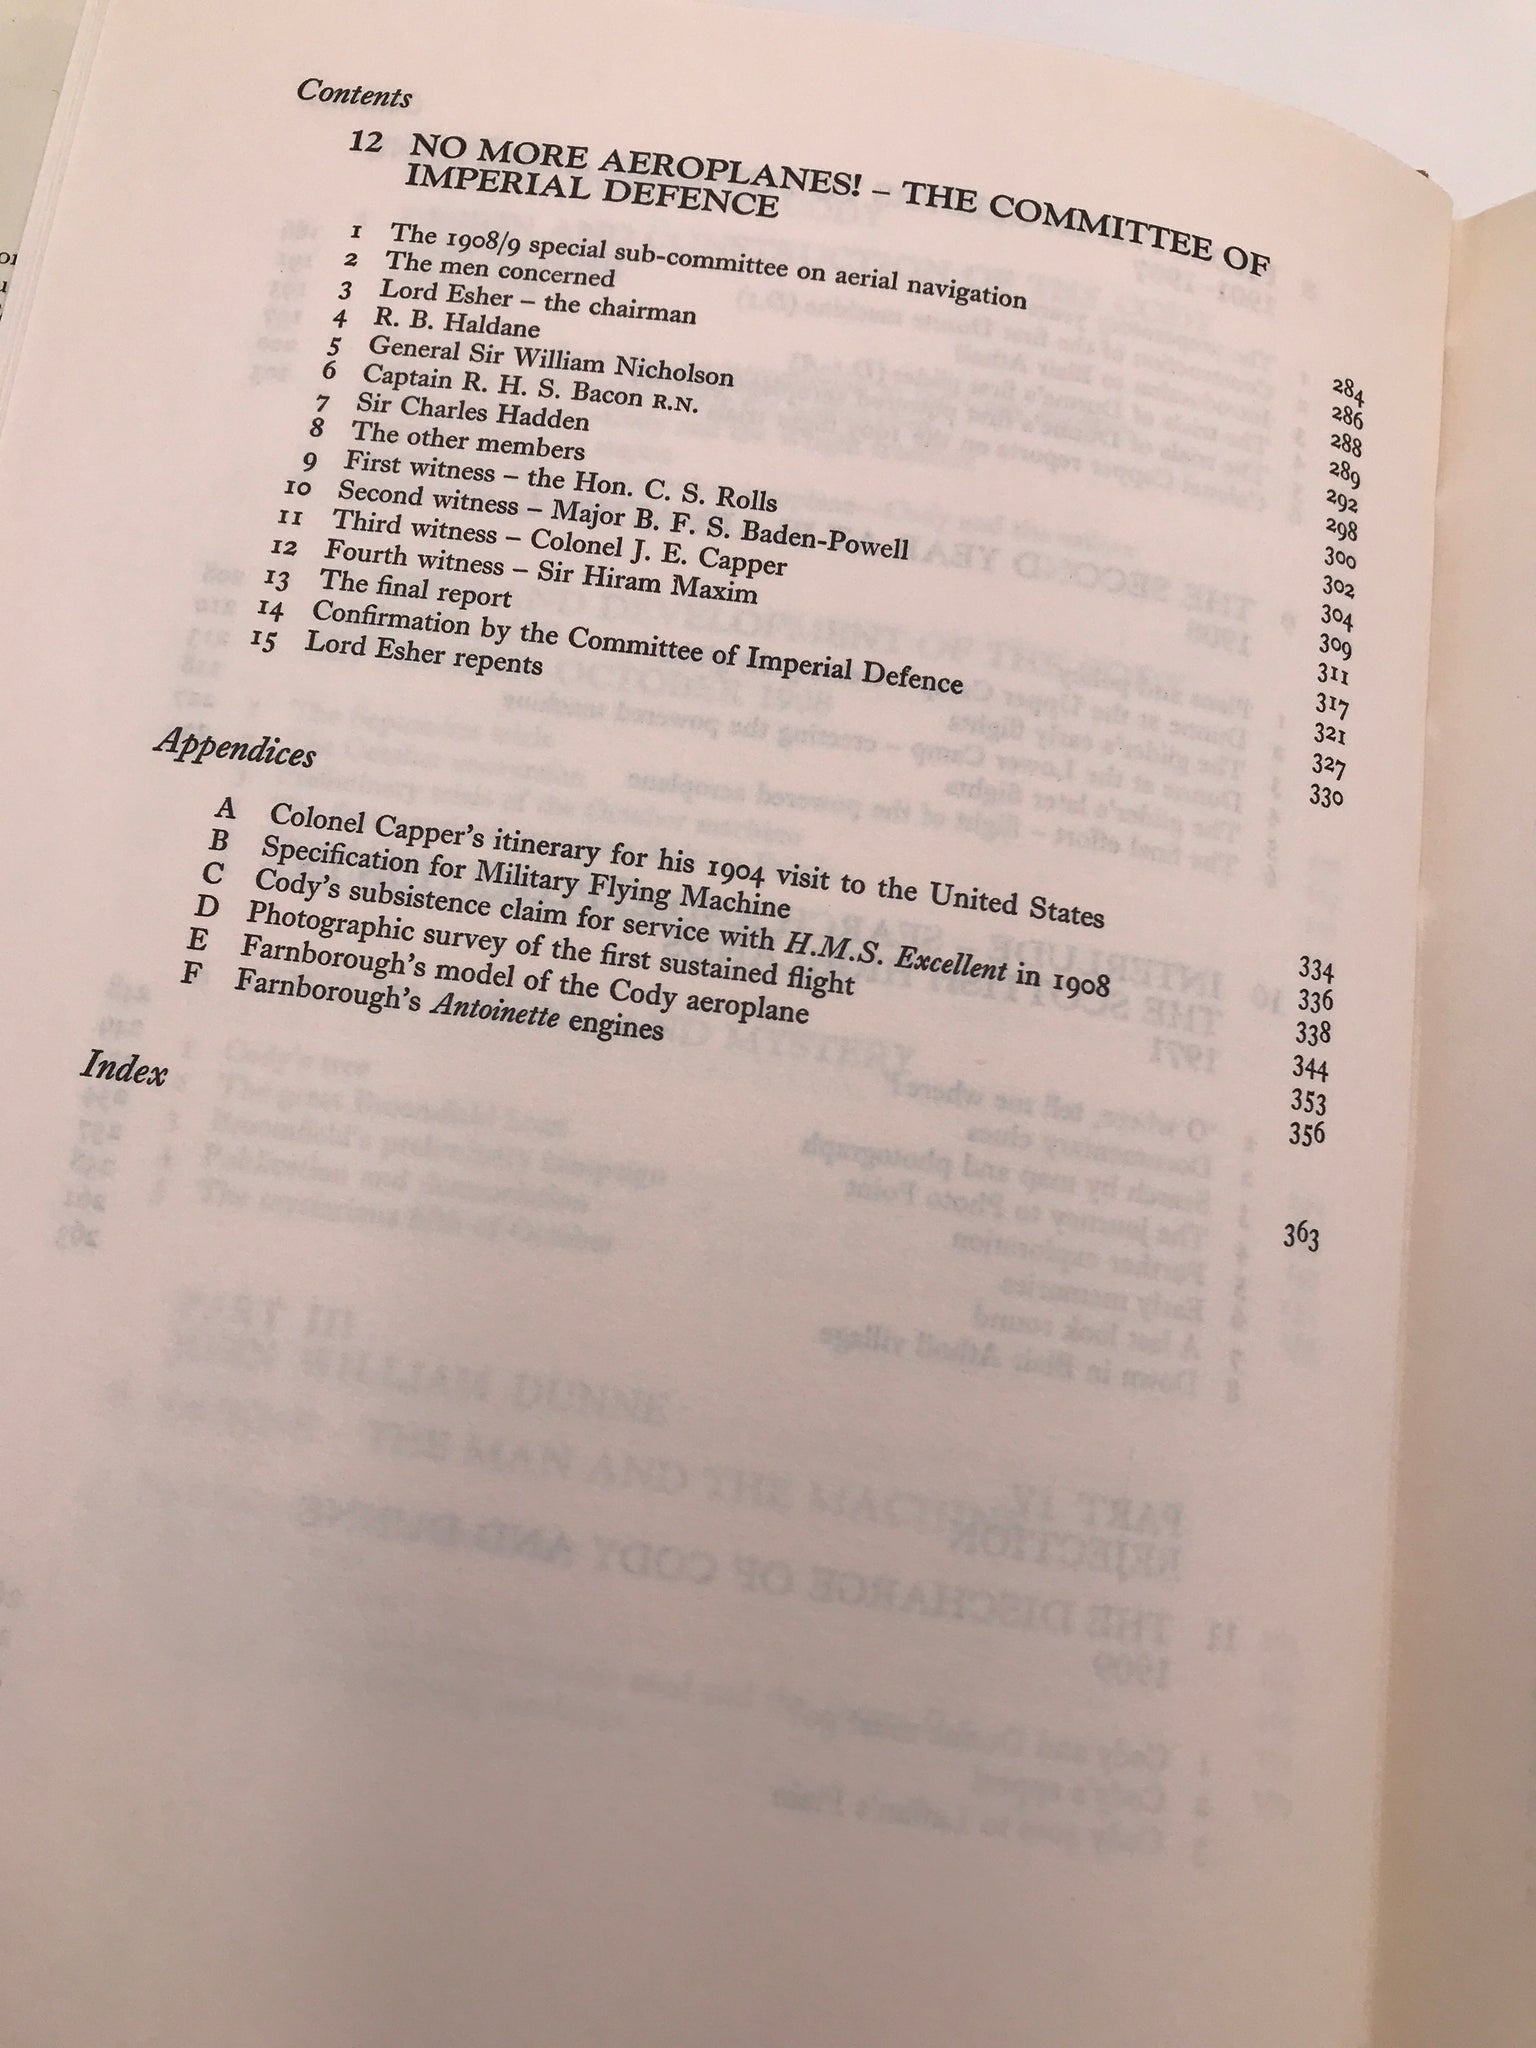 Contents
12 NO MORE AEROPLANES! – THE COMMITTEE OF
IMPERIAL DEFENCE
1 The 1908/9 special sub-committee on aerial navigation 284
2 The men concerned 286
3 Lord Esher – the chairman 288
4 R. B. Haldane 289
5 General Sir William Nicholson 292
6 Captain R. H. S. Bacon R.N. 298
7 Sir Charles Hadden 300
8 The other members 302
9 First witness – the Hon. C. S. Rolls 304
10 Second witness – Major B. F. S. Baden-Powell 309
11 Third witness – Colonel J. E. Capper 311
12 Fourth witness – Sir Hiram Maxim 317
13 The final report 321
14 Confirmation by the Committee of Imperial Defence 327
15 Lord Esher repents 330
Appendices
A Colonel Capper's itinerary for his 1904 visit to the United States 334
B Specification for Military Flying Machine 336
C Cody's subsistence claim for service with H.M.S. Excellent in 1908 338
D Photographic survey of the first sustained flight 344
E Farnborough's model of the Cody aeroplane 353
F Farnborough's Antoinette engines 356
Index 363